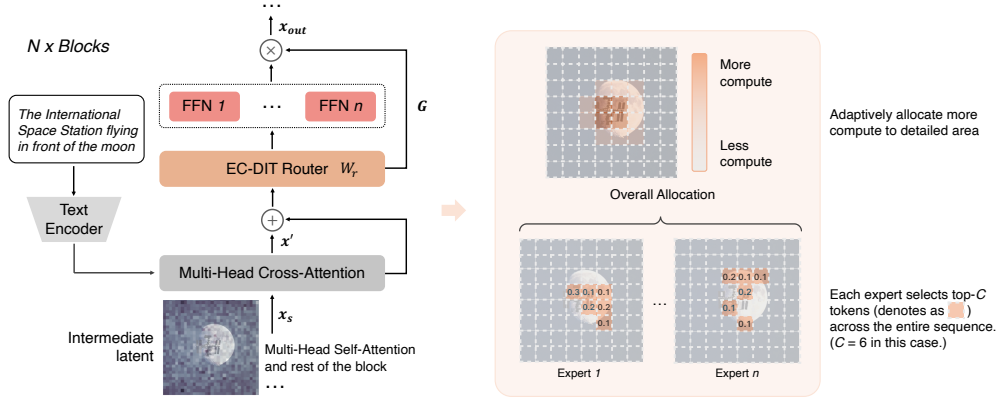 ...
x_out
N x Blocks
×
FFN 1
...
FFN n
G
The International
Space Station flying
in front of the moon
EC-DIT Router W_r
Text
Encoder
+
x'
Multi-Head Cross-Attention
x_s
Intermediate
latent
Multi-Head Self-Attention
and rest of the block
...
More
compute
Less
compute
Overall Allocation
Adaptively allocate more
compute to detailed area
0.3 0.1 0.1
0.2 0.2
0.1
Expert 1
...
0.2 0.1 0.1
0.2
0.1
0.1
Expert n
Each expert selects top-C
tokens (denotes as )
across the entire sequence.
(C = 6 in this case.)